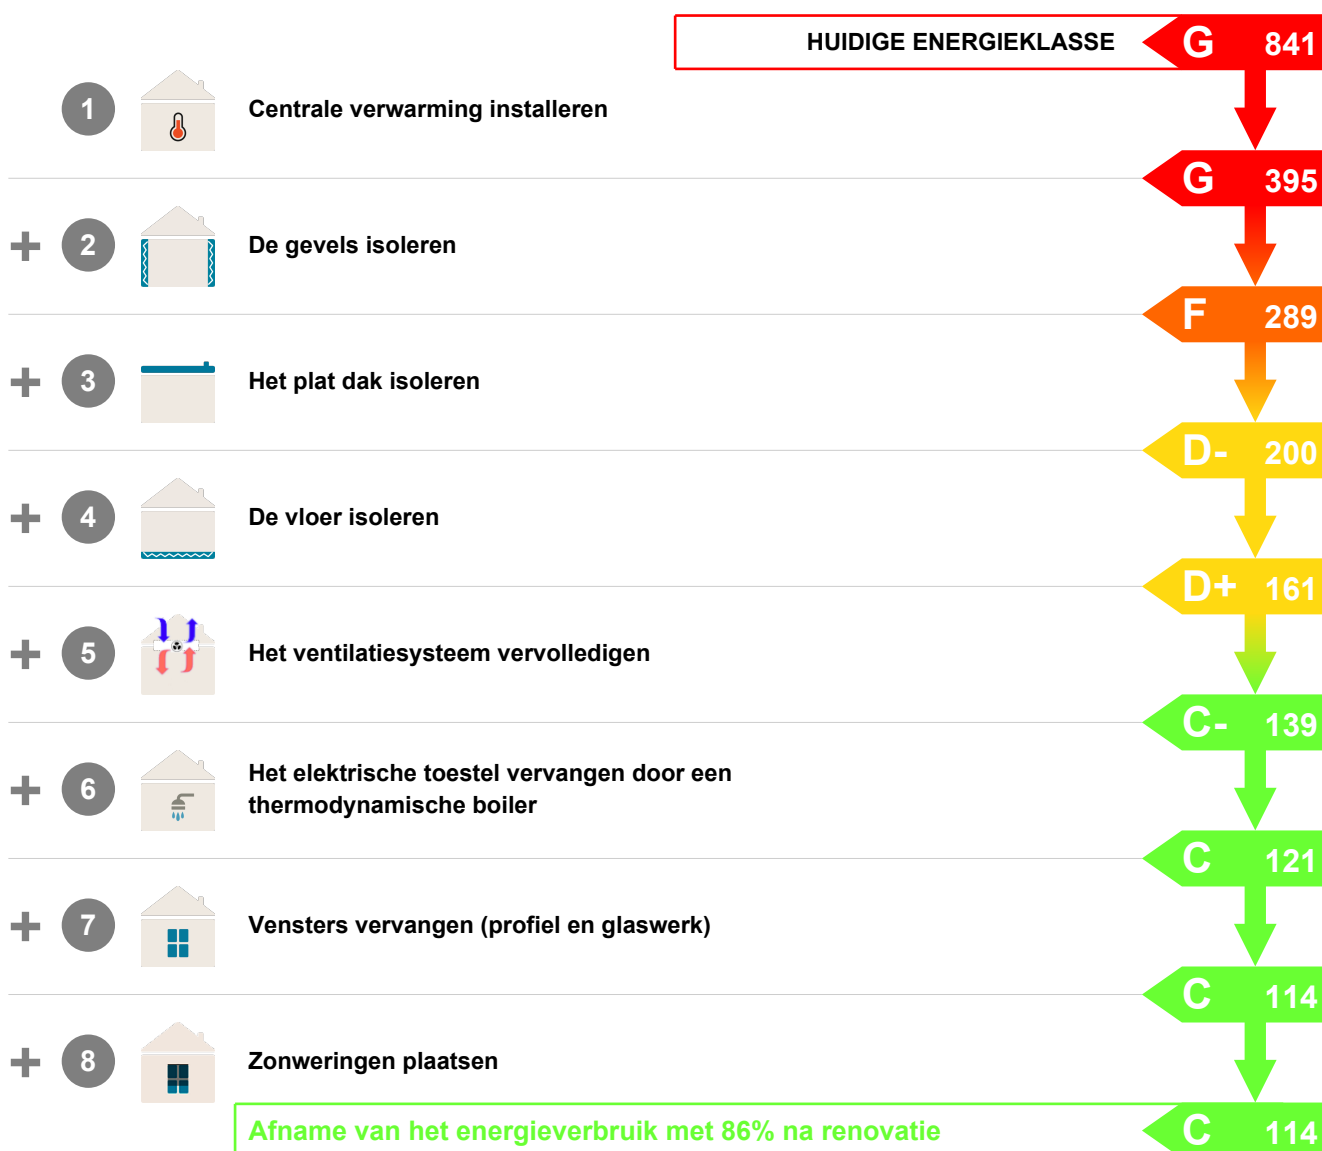 HUIDIGE ENERGIEKLASSE G 841
1 Centrale verwarming installeren
G 395
+ 2 De gevels isoleren
F 289
+ 3 Het plat dak isoleren
D- 200
+ 4 De vloer isoleren
D+ 161
+ 5 Het ventilatiesysteem vervolledigen
C- 139
+ 6 Het elektrische toestel vervangen door een
thermodynamische boiler
C 121
+ 7 Vensters vervangen (profiel en glaswerk)
C 114
+ 8 Zonweringen plaatsen
Afname van het energieverbruik met 86% na renovatie C 114